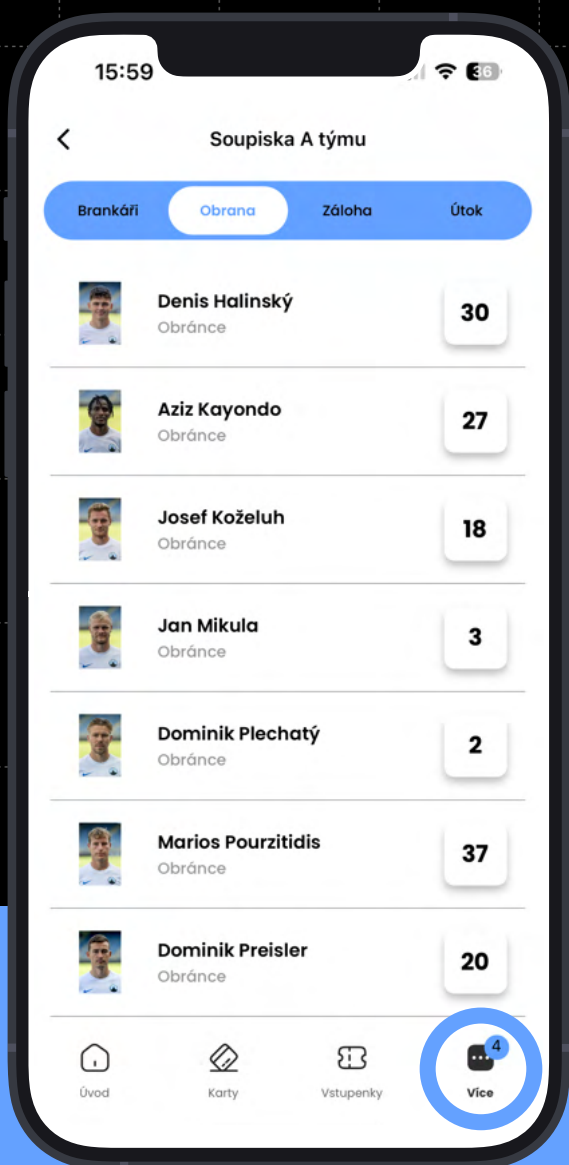 15:59
36
Soupiska A týmu
Brankáři
Obrana
Záloha
Útok
Denis Halinský
Obránce
30
Aziz Kayondo
Obránce
27
Josef Koželuh
Obránce
18
Jan Mikula
Obránce
3
Dominik Plechatý
Obránce
2
Marios Pourzitidis
Obránce
37
Dominik Preisler
Obránce
20
4
Úvod
Karty
Vstupenky
Více